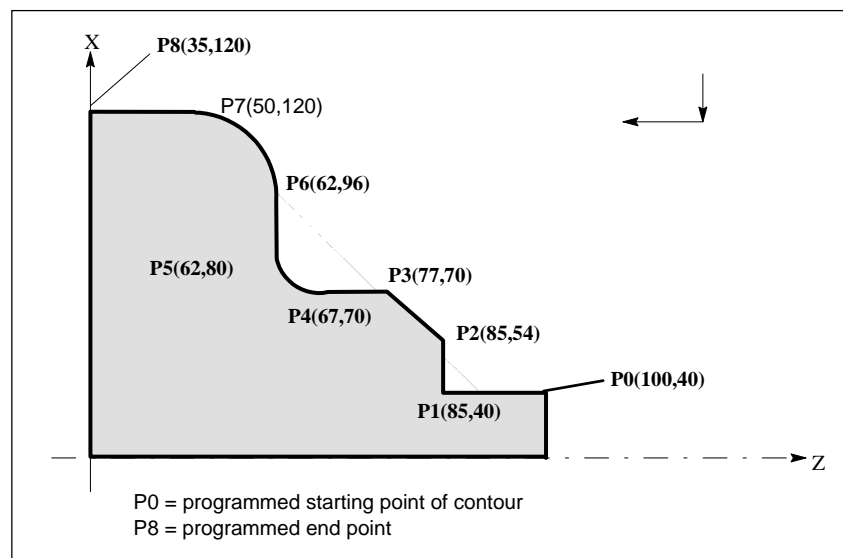 X
P8(35,120)
P7(50,120)
P6(62,96)
P5(62,80)
P3(77,70)
P4(67,70)
P2(85,54)
P0(100,40)
P1(85,40)
Z
P0 = programmed starting point of contour
P8 = programmed end point